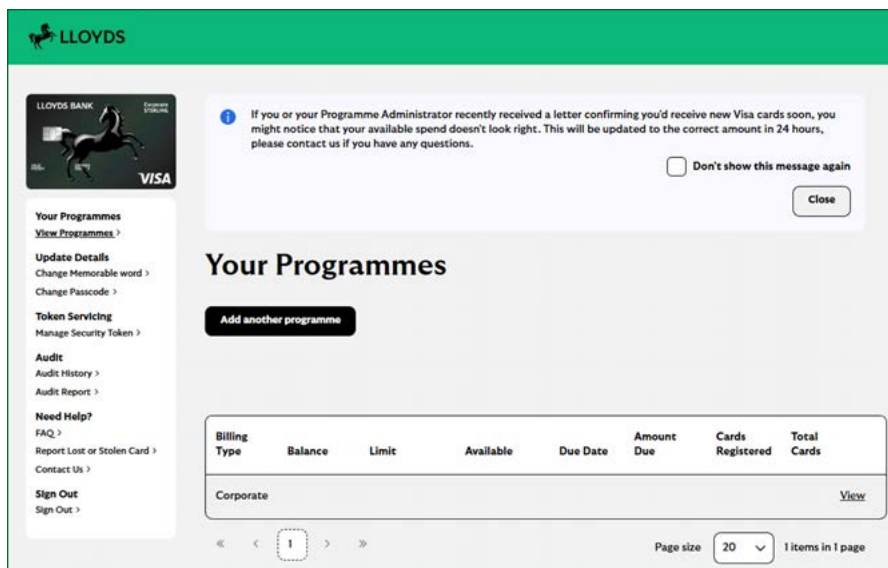 LLOYDS
LLOYDS BANK
Corporate
STERLING
VISA
If you or your Programme Administrator recently received a letter confirming you'd receive new Visa cards soon, you
might notice that your available spend doesn't look right. This will be updated to the correct amount in 24 hours,
please contact us if you have any questions.
Don't show this message again
Close
Your Programmes
View Programmes >
Update Details
Change Memorable word >
Change Passcode >
Token Servicing
Manage Security Token >
Audit
Audit History >
Audit Report >
Need Help?
FAQ >
Report Lost or Stolen Card >
Contact Us >
Sign Out
Sign Out >
Your Programmes
Add another programme
Billing Type Balance Limit Available Due Date Amount Due Cards Registered Total Cards
Corporate View
« < 1 > » Page size 20 1 items in 1 page